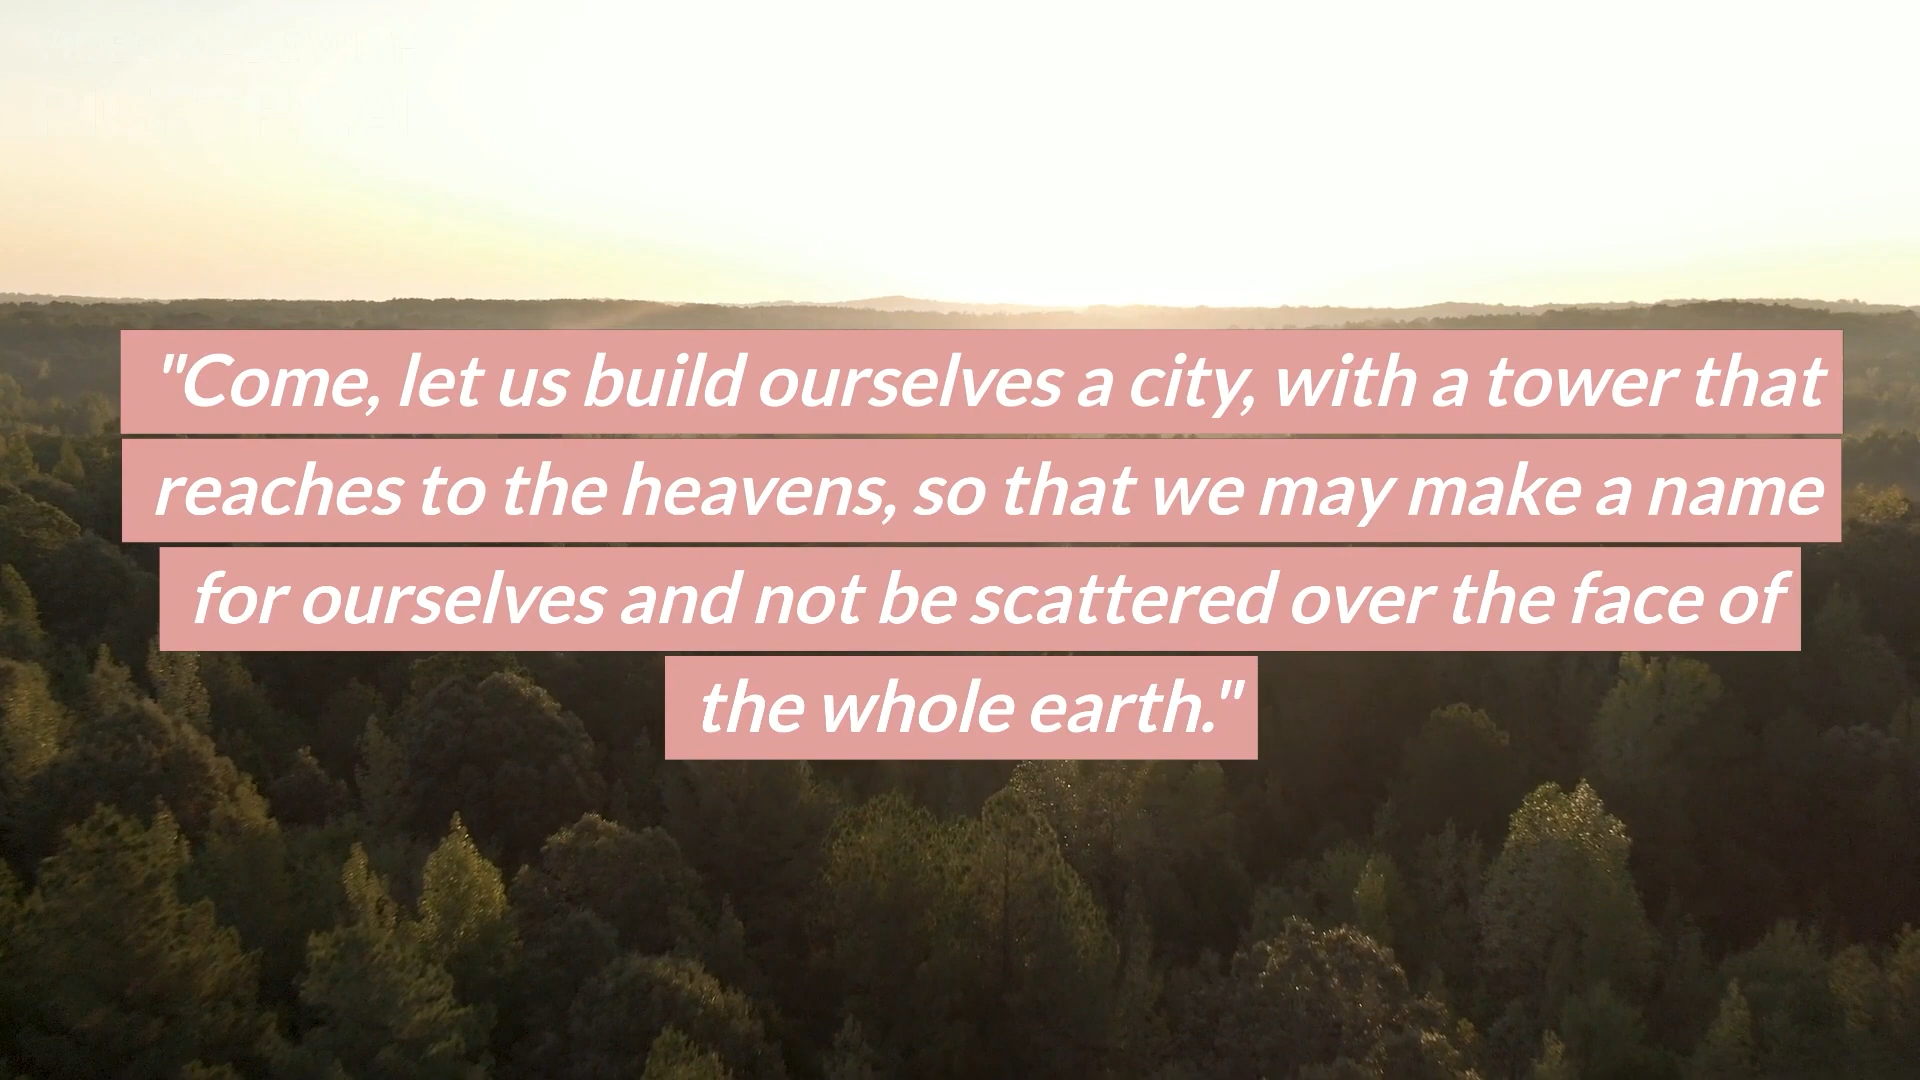 "Come, let us build ourselves a city, with a tower that
reaches to the heavens, so that we may make a name
for ourselves and not be scattered over the face of
the whole earth."